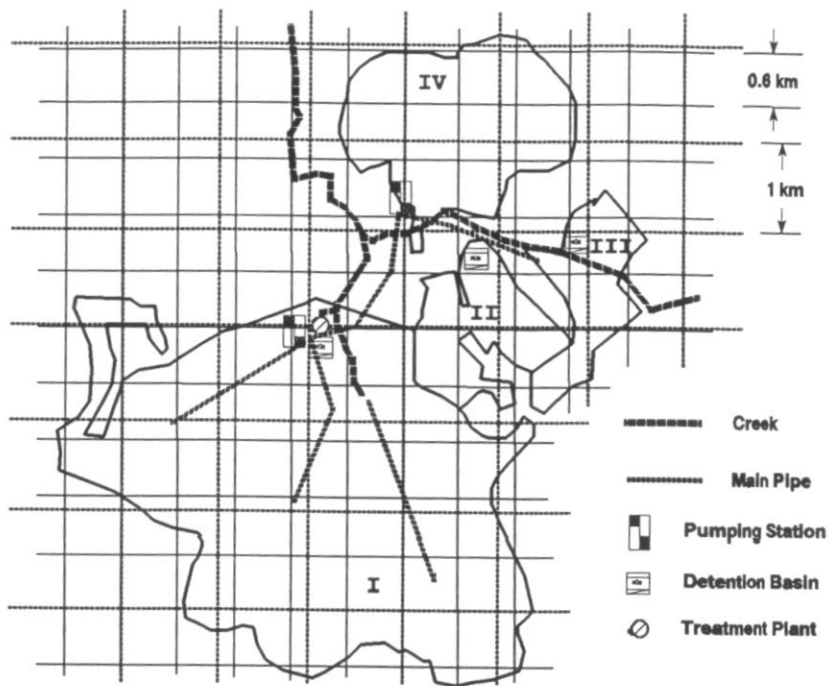 IV
0.6 km
1 km
III
II
I
Creek
Main Pipe
Pumping Station
Detention Basin
Treatment Plant